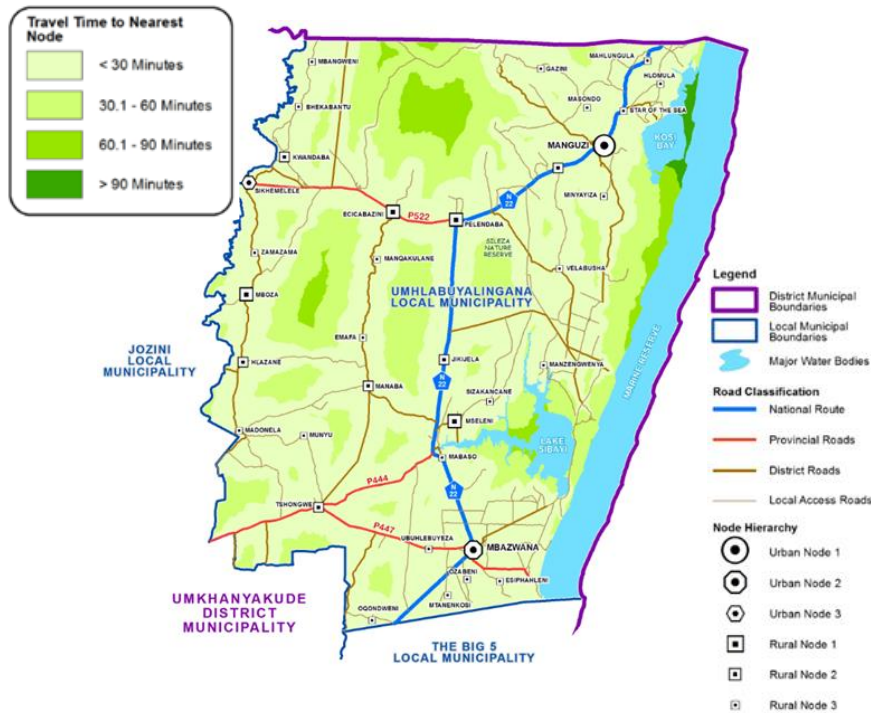 Travel Time to Nearest
Node
< 30 Minutes
30.1 - 60 Minutes
60.1 - 90 Minutes
> 90 Minutes
MAHLUNGULA
MBANGWENI
GAZINI
HLOMULA
BHEKABANTU
MASONDO
STAR OF THE SEA
KOSI
BAY
MANGUZI
KWANDABA
SIKHEMELELE
MINYAYIZA
N
22
ECICABAZINI
P522
PELENDABA
SILEZA
NATURE
RESERVE
ZAMAZAMA
MANQAKULANE
VELABUSHA
MBOZA
UMHLABUYALINGANA
LOCAL MUNICIPALITY
EMAFA
JOZINI
LOCAL
MUNICIPALITY
HLAZANE
JIKIJELA
MANZENGWENYA
MARINE RESERVE
N
22
MANABA
SIZAKANCANE
MSELENI
MADONELA
MUNYU
LAKE
SIBAYI
MABASO
P444
N
22
TSHONGWE
P447
UBUHLEBUYEZA
MBAZWANA
OZABENI
ESIPHAHLENI
MTANENKOSI
OQONDWENI
UMKHANYAKUDE
DISTRICT
MUNICIPALITY
THE BIG 5
LOCAL MUNICIPALITY
Legend
District Municipal
Boundaries
Local Municipal
Boundaries
Major Water Bodies
Road Classification
National Route
Provincial Roads
District Roads
Local Access Roads
Node Hierarchy
Urban Node 1
Urban Node 2
Urban Node 3
Rural Node 1
Rural Node 2
Rural Node 3